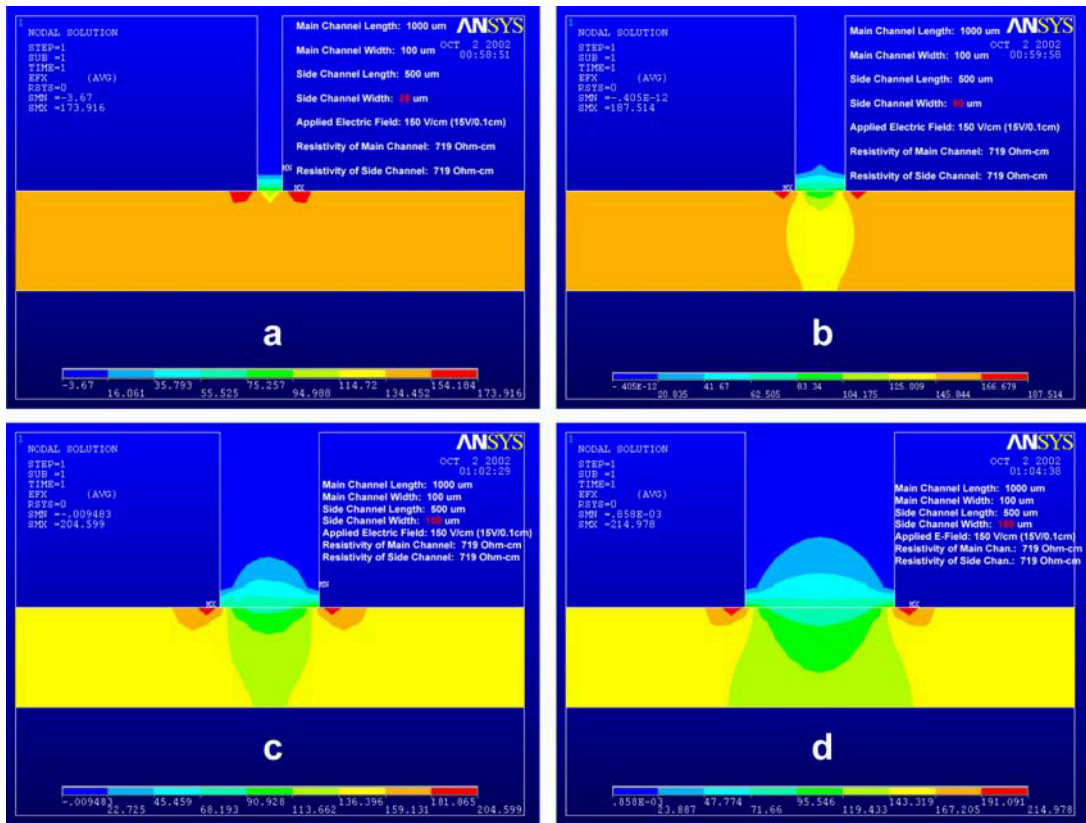 1
NODAL SOLUTION
STEP=1
SUB =1
TIME=1
EFX (AVG)
RSYS=0
SMN =-3.67
SMX =173.916
ANSYS
OCT 2 2002
00:58:51
Main Channel Length: 1000 um
Main Channel Width: 100 um
Side Channel Length: 500 um
Side Channel Width: um
Applied Electric Field: 150 V/cm (15V/0.1cm)
Resistivity of Main Channel: 719 Ohm-cm
Resistivity of Side Channel: 719 Ohm-cm
MN
MX
a
-3.67 35.793 75.257 114.72 154.184
16.061 55.525 94.988 134.452 173.916
1
NODAL SOLUTION
STEP=1
SUB =1
TIME=1
EFX (AVG)
RSYS=0
SMN =-.405E-12
SMX =187.514
ANSYS
OCT 2 2002
00:59:58
Main Channel Length: 1000 um
Main Channel Width: 100 um
Side Channel Length: 500 um
Side Channel Width: 50 um
Applied Electric Field: 150 V/cm (15V/0.1cm)
Resistivity of Main Channel: 719 Ohm-cm
Resistivity of Side Channel: 719 Ohm-cm
MX
b
-.405E-12 41.67 83.34 125.009 166.679
20.835 62.505 104.175 145.844 187.514
1
NODAL SOLUTION
STEP=1
SUB =1
TIME=1
EFX (AVG)
RSYS=0
SMN =-.009483
SMX =204.599
ANSYS
OCT 2 2002
01:02:29
Main Channel Length: 1000 um
Main Channel Width: 100 um
Side Channel Length: 500 um
Side Channel Width: 100 um
Applied Electric Field: 150 V/cm (15V/0.1cm)
Resistivity of Main Channel: 719 Ohm-cm
Resistivity of Side Channel: 719 Ohm-cm
MN
MX
c
-.009483 45.459 90.928 136.396 181.865
22.725 68.193 113.662 159.131 204.599
1
NODAL SOLUTION
STEP=1
SUB =1
TIME=1
EFX (AVG)
RSYS=0
SMN =.858E-03
SMX =214.978
ANSYS
OCT 2 2002
01:04:38
Main Channel Length: 1000 um
Main Channel Width: 100 um
Side Channel Length: 500 um
Side Channel Width: um
Applied E-Field: 150 V/cm (15V/0.1cm)
Resistivity of Main Chan.: 719 Ohm-cm
Resistivity of Side Chan.: 719 Ohm-cm
MX
d
.858E-03 47.774 95.546 143.319 191.091
23.887 71.66 119.433 167.205 214.978